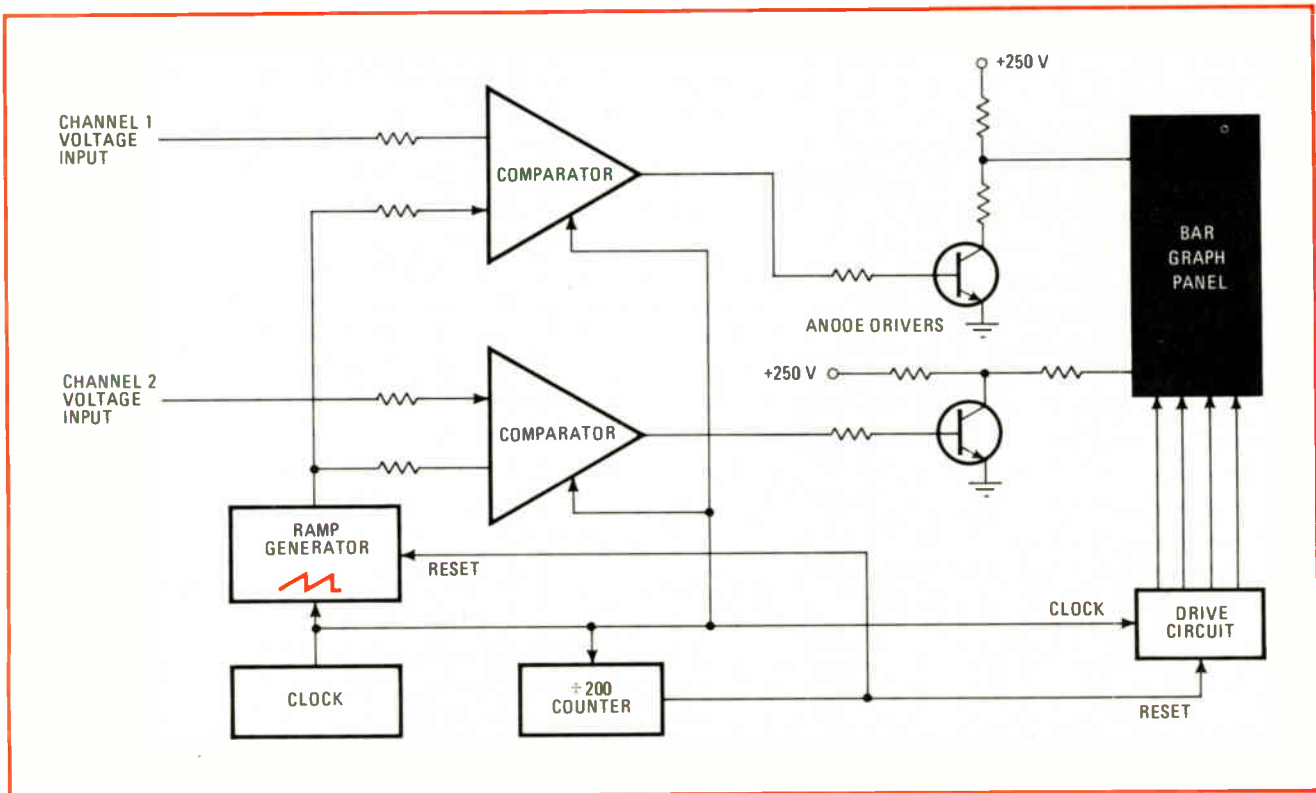 +250 V
CHANNEL 1
VOLTAGE
INPUT
COMPARATOR
BAR
GRAPH
PANEL
ANODE DRIVERS
CHANNEL 2
VOLTAGE
INPUT
+250 V
COMPARATOR
RAMP
GENERATOR
RESET
CLOCK
DRIVE
CIRCUIT
CLOCK
÷200
COUNTER
RESET